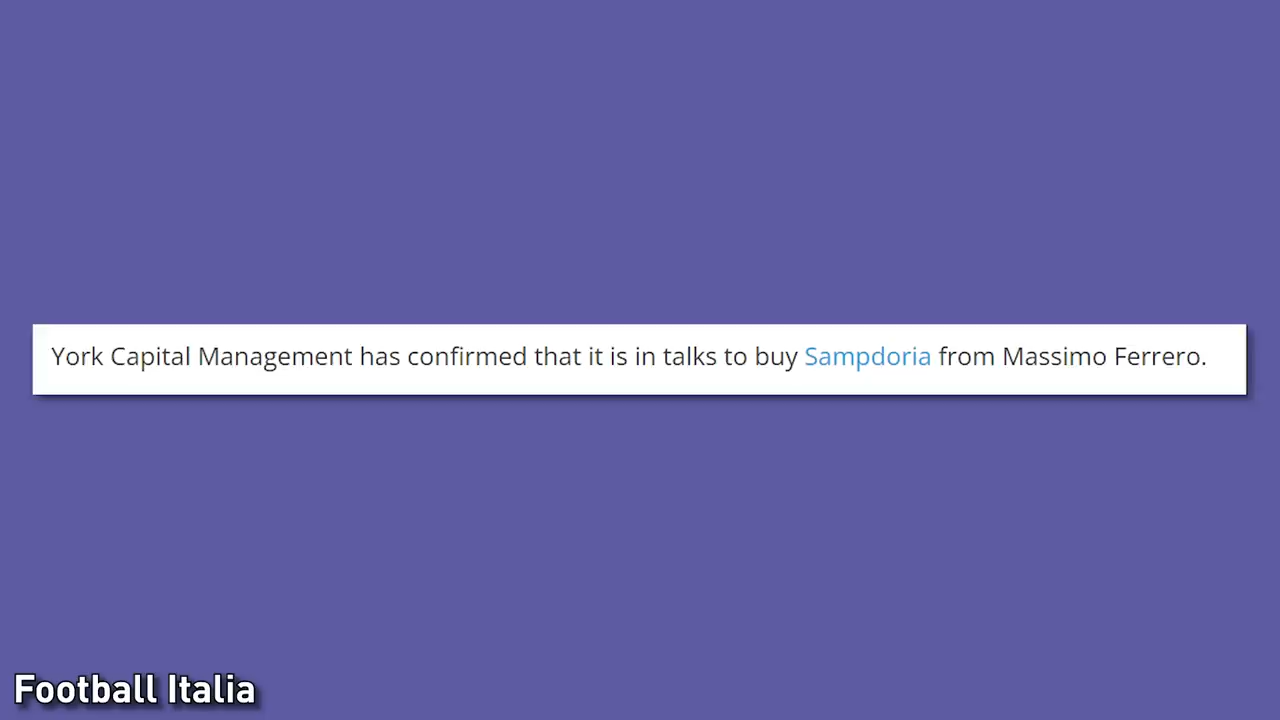 York Capital Management has confirmed that it is in talks to buy Sampdoria from Massimo Ferrero.
Football Italia